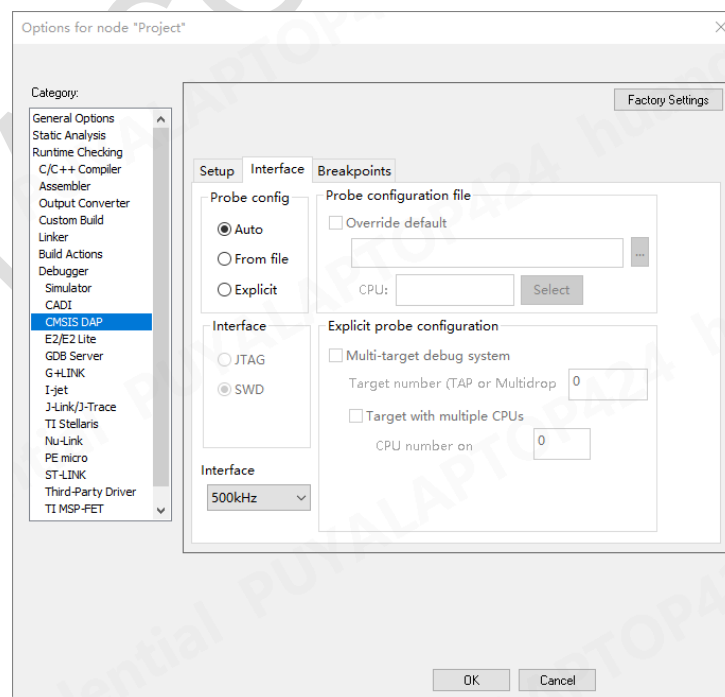 Options for node "Project"
Category:
General Options
Static Analysis
Runtime Checking
C/C++ Compiler
Assembler
Output Converter
Custom Build
Linker
Build Actions
Debugger
Simulator
CADI
CMSIS DAP
E2/E2 Lite
GDB Server
G+LINK
I-jet
J-Link/J-Trace
TI Stellaris
Nu-Link
PE micro
ST-LINK
Third-Party Driver
TI MSP-FET
Factory Settings
Setup Interface Breakpoints
Probe config
Auto
From file
Explicit
Probe configuration file
Override default
...
CPU: Select
Interface
JTAG
SWD
Explicit probe configuration
Multi-target debug system
Target number (TAP or Multidrop 0
Target with multiple CPUs
CPU number on 0
Interface
500kHz
OK Cancel